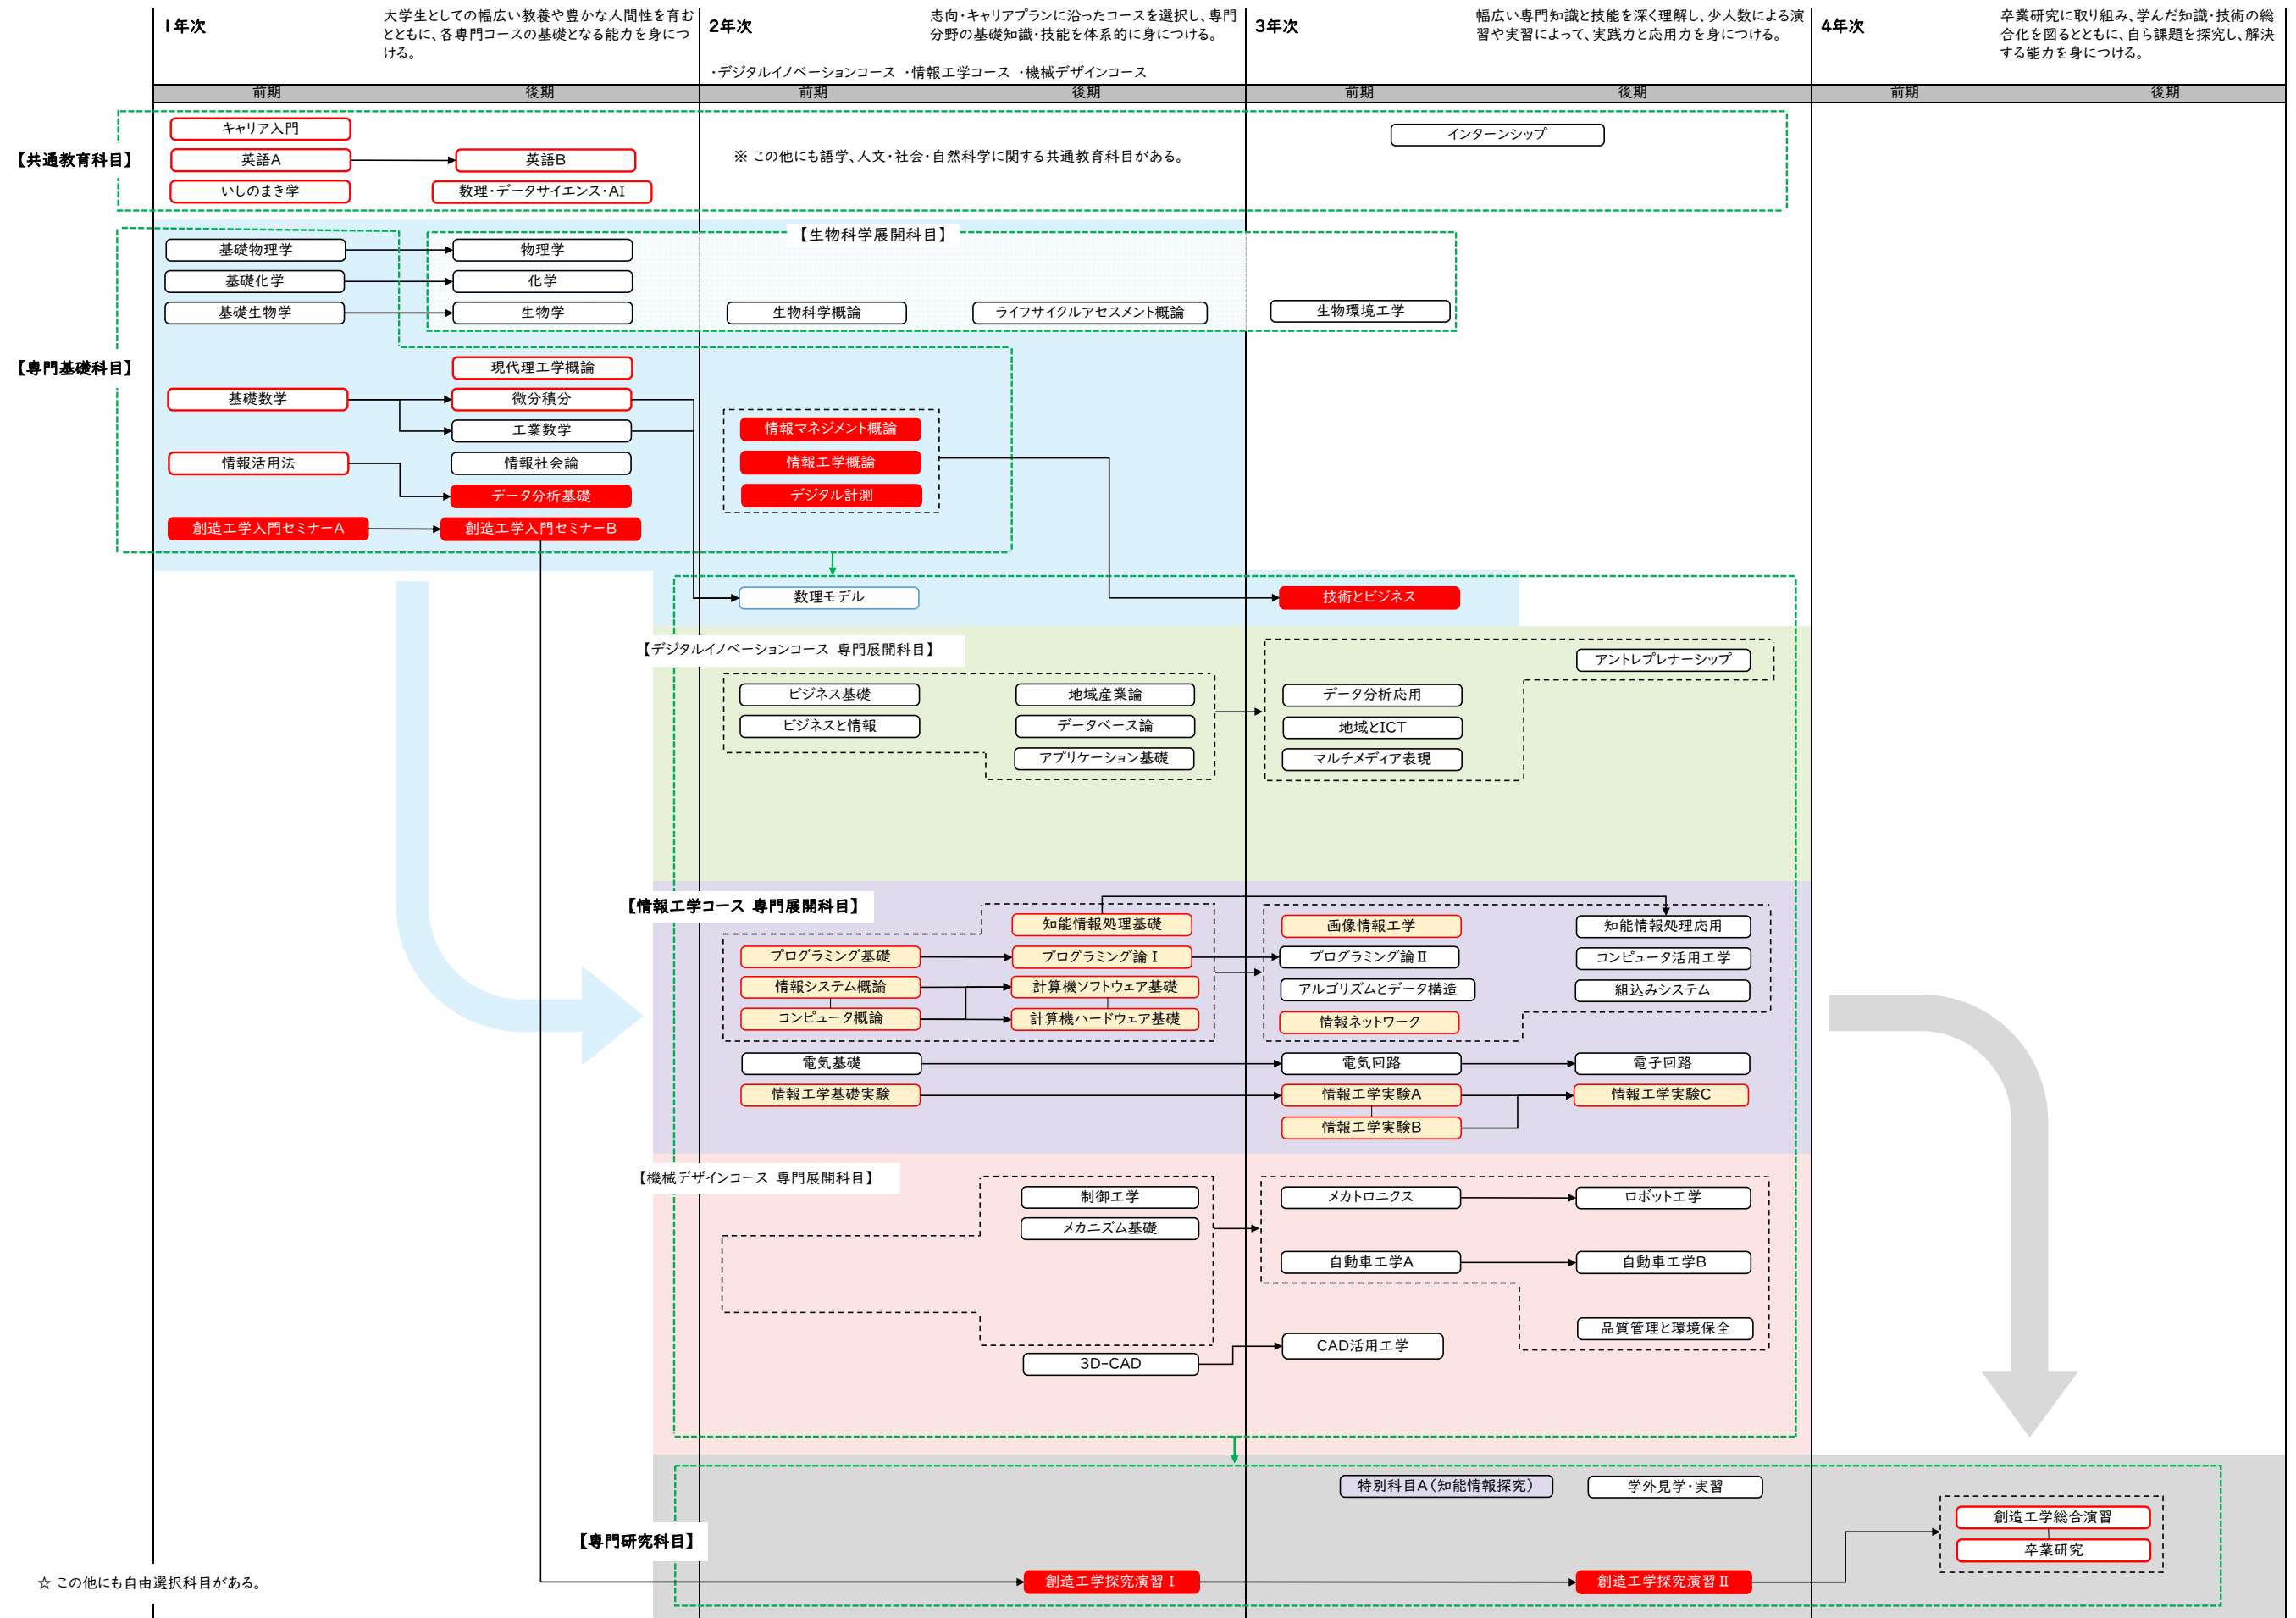 1年次
大学生としての幅広い教養や豊かな人間性を育む
とともに、各専門コースの基礎となる能力を身につ
ける。
2年次
志向・キャリアプランに沿ったコースを選択し、専門
分野の基礎知識・技能を体系的に身につける。
・デジタルイノベーションコース ・情報工学コース ・機械デザインコース
3年次
幅広い専門知識と技能を深く理解し、少人数による演
習や実習によって、実践力と応用力を身につける。
4年次
卒業研究に取り組み、学んだ知識・技術の総
合化を図るとともに、自ら課題を探究し、解決
する能力を身につける。
前期
後期
前期
後期
前期
後期
前期
後期
【共通教育科目】
キャリア入門
英語A
英語B
いしのまき学
数理・データサイエンス・AI
※ この他にも語学、人文・社会・自然科学に関する共通教育科目がある。
インターンシップ
【生物科学展開科目】
基礎物理学
物理学
基礎化学
化学
基礎生物学
生物学
生物科学概論
ライフサイクルアセスメント概論
生物環境工学
【専門基礎科目】
現代理工学概論
基礎数学
微分積分
工業数学
情報活用法
情報社会論
データ分析基礎
創造工学入門セミナーA
創造工学入門セミナーB
情報マネジメント概論
情報工学概論
デジタル計測
数理モデル
技術とビジネス
【デジタルイノベーションコース 専門展開科目】
ビジネス基礎
ビジネスと情報
地域産業論
データベース論
アプリケーション基礎
アントレプレナーシップ
データ分析応用
地域とICT
マルチメディア表現
【情報工学コース 専門展開科目】
知能情報処理基礎
画像情報工学
知能情報処理応用
プログラミング基礎
プログラミング論Ⅰ
プログラミング論Ⅱ
コンピュータ活用工学
情報システム概論
計算機ソフトウェア基礎
アルゴリズムとデータ構造
組込みシステム
コンピュータ概論
計算機ハードウェア基礎
情報ネットワーク
電気基礎
電気回路
電子回路
情報工学基礎実験
情報工学実験A
情報工学実験C
情報工学実験B
【機械デザインコース 専門展開科目】
制御工学
メカニズム基礎
メカトロニクス
ロボット工学
自動車工学A
自動車工学B
品質管理と環境保全
3D-CAD
CAD活用工学
特別科目A（知能情報探究）
学外見学・実習
【専門研究科目】
創造工学総合演習
卒業研究
創造工学探究演習Ⅰ
創造工学探究演習Ⅱ
☆ この他にも自由選択科目がある。